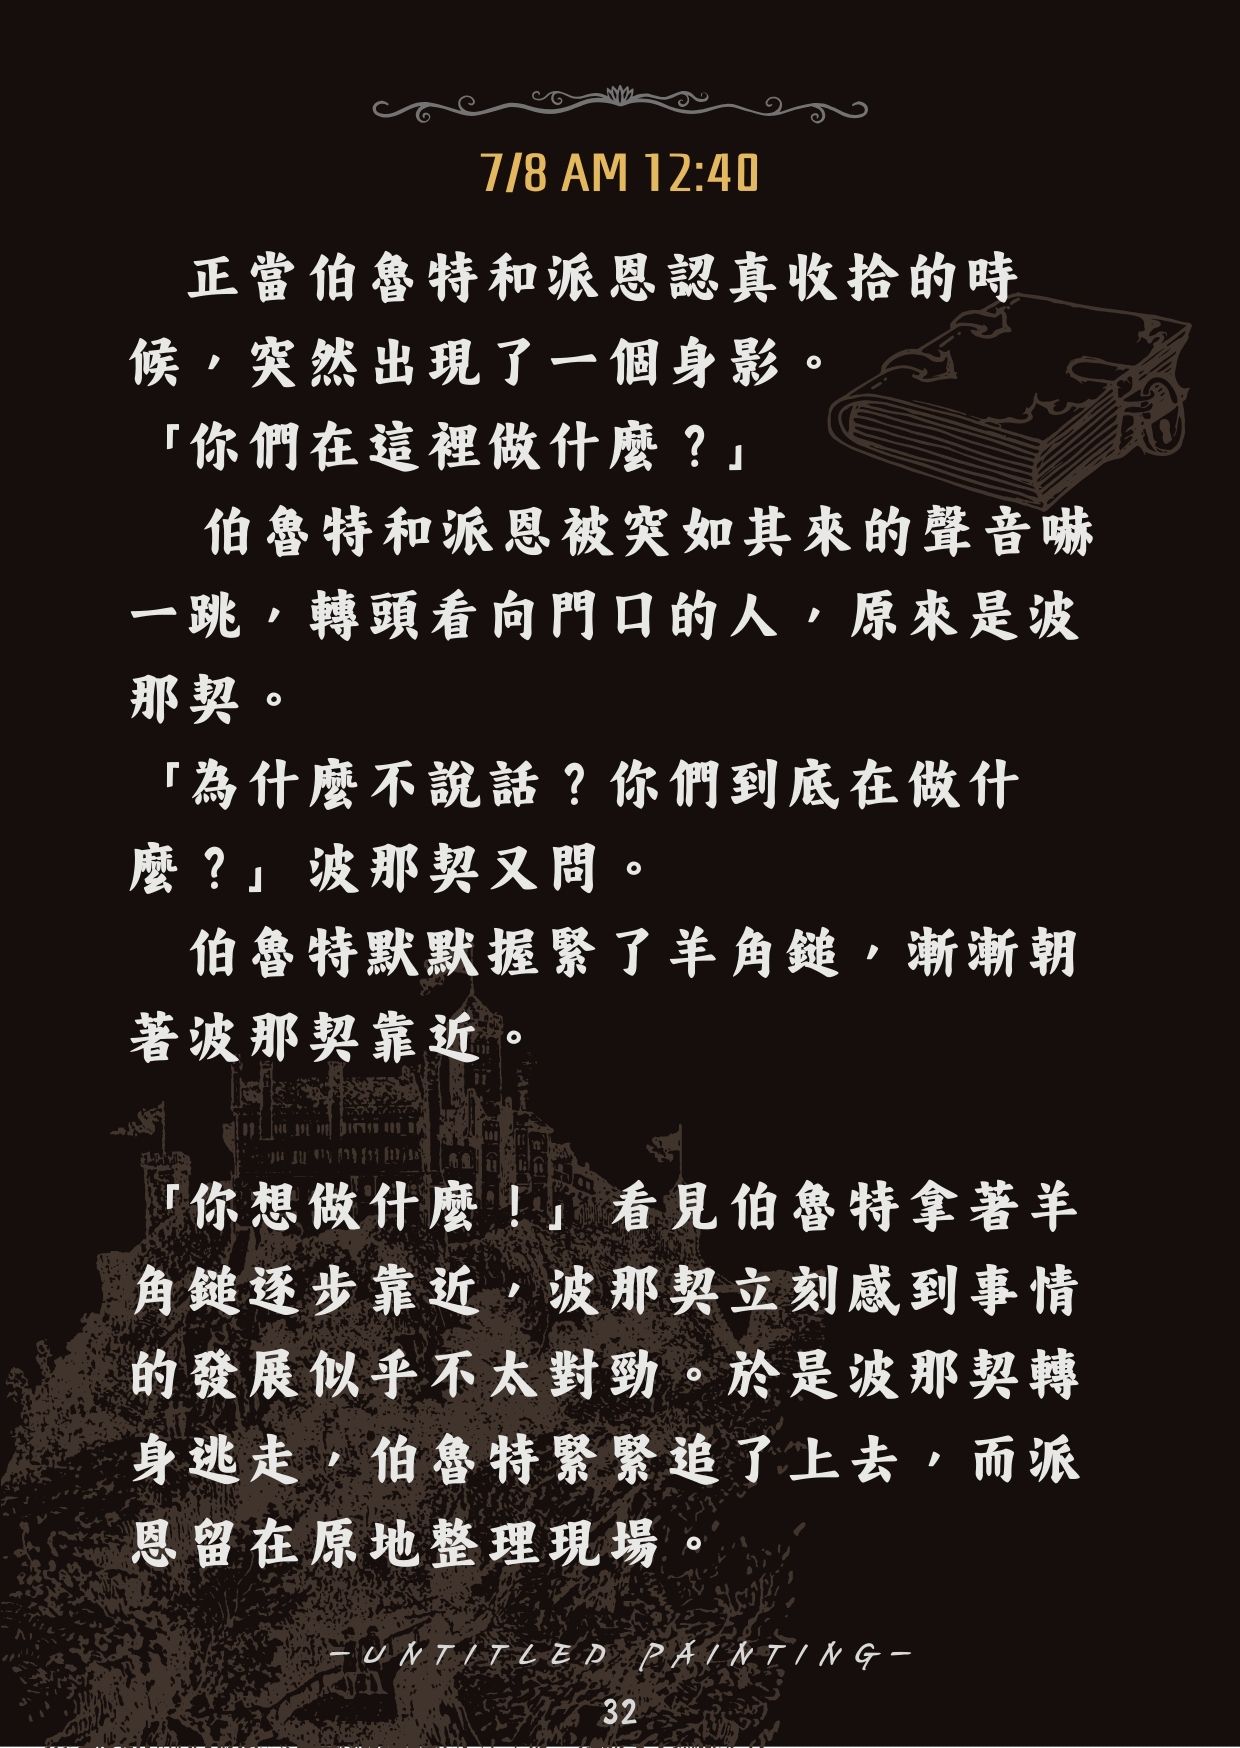 7/8 AM 12:40
正當伯魯特和派恩認真收拾的時
候，突然出現了一個身影。
「你們在這裡做什麼？」
伯魯特和派恩被突如其來的聲音嚇
一跳，轉頭看向門口的人，原來是波
那契。
「為什麼不說話？你們到底在做什
麼？」波那契又問。
伯魯特默默握緊了羊角鎚，漸漸朝
著波那契靠近。
「你想做什麼！」看見伯魯特拿著羊
角鎚逐步靠近，波那契立刻感到事情
的發展似乎不太對勁。於是波那契轉
身逃走，伯魯特緊緊追了上去，而派
恩留在原地整理現場。
—UNTITLED PAINTING—
32